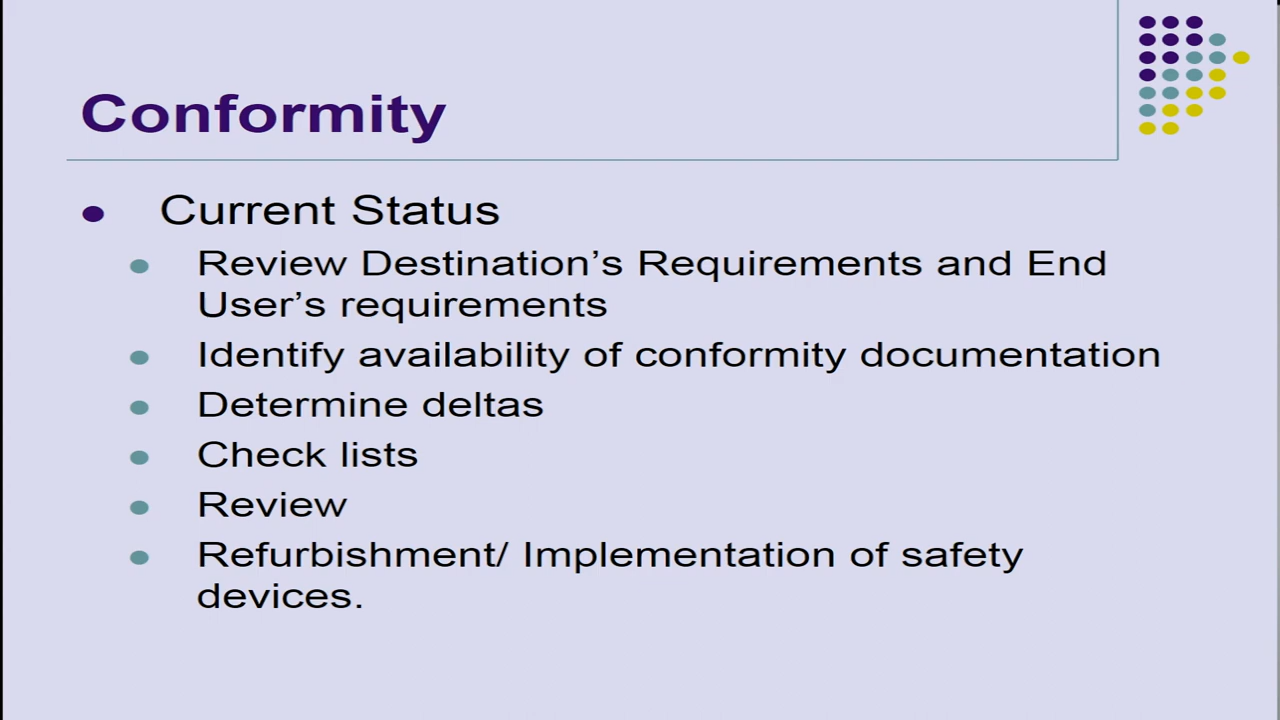 Conformity
Current Status
Review Destination’s Requirements and End
User’s requirements
Identify availability of conformity documentation
Determine deltas
Check lists
Review
Refurbishment/ Implementation of safety
devices.